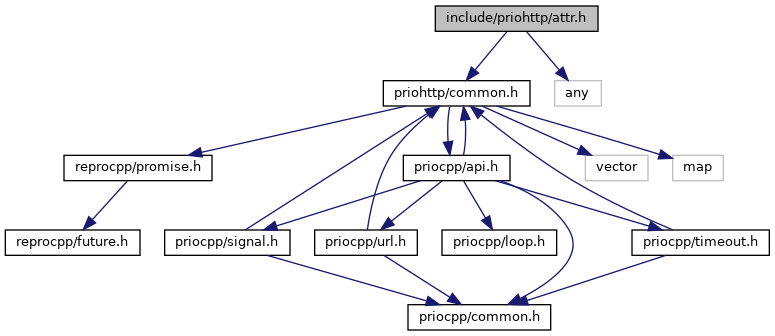 include/priohttp/attr.h
priohttp/common.h
any
reprocpp/promise.h
priocpp/api.h
vector
map
reprocpp/future.h
priocpp/signal.h
priocpp/url.h
priocpp/loop.h
priocpp/timeout.h
priocpp/common.h